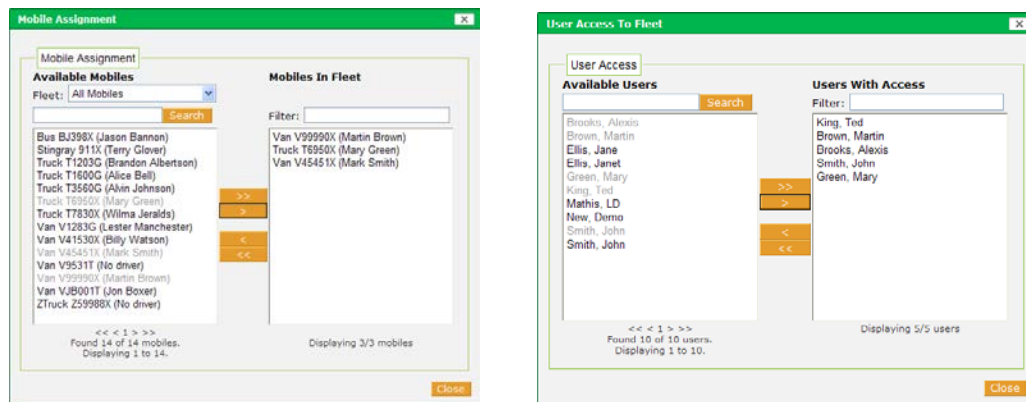 Mobile Assignment
x
Mobile Assignment
Available Mobiles
Fleet: All Mobiles
Search
Bus BJ398X (Jason Bannon)
Stingray 911X (Terry Glover)
Truck T1203G (Brandon Albertson)
Truck T1600G (Alice Bell)
Truck T3560G (Alvin Johnson)
Truck T6950X (Mary Green)
Truck T7830X (Wilma Jeralds)
Van V1283G (Lester Manchester)
Van V41530X (Billy Watson)
Van V45451X (Mark Smith)
Van V9531T (No driver)
Van V99990X (Martin Brown)
Van VJB001T (Jon Boxer)
ZTruck Z59988X (No driver)
<< < 1 > >>
Found 14 of 14 mobiles.
Displaying 1 to 14.
>>
>
<
<<
Mobiles In Fleet
Filter:
Van V99990X (Martin Brown)
Truck T6950X (Mary Green)
Van V45451X (Mark Smith)
Displaying 3/3 mobiles
Close
User Access To Fleet
x
User Access
Available Users
Search
Brooks, Alexis
Brown, Martin
Ellis, Jane
Ellis, Janet
Green, Mary
King, Ted
Mathis, LD
New, Demo
Smith, John
Smith, John
<< < 1 > >>
Found 10 of 10 users.
Displaying 1 to 10.
>>
>
<
<<
Users With Access
Filter:
King, Ted
Brown, Martin
Brooks, Alexis
Smith, John
Green, Mary
Displaying 5/5 users
Close